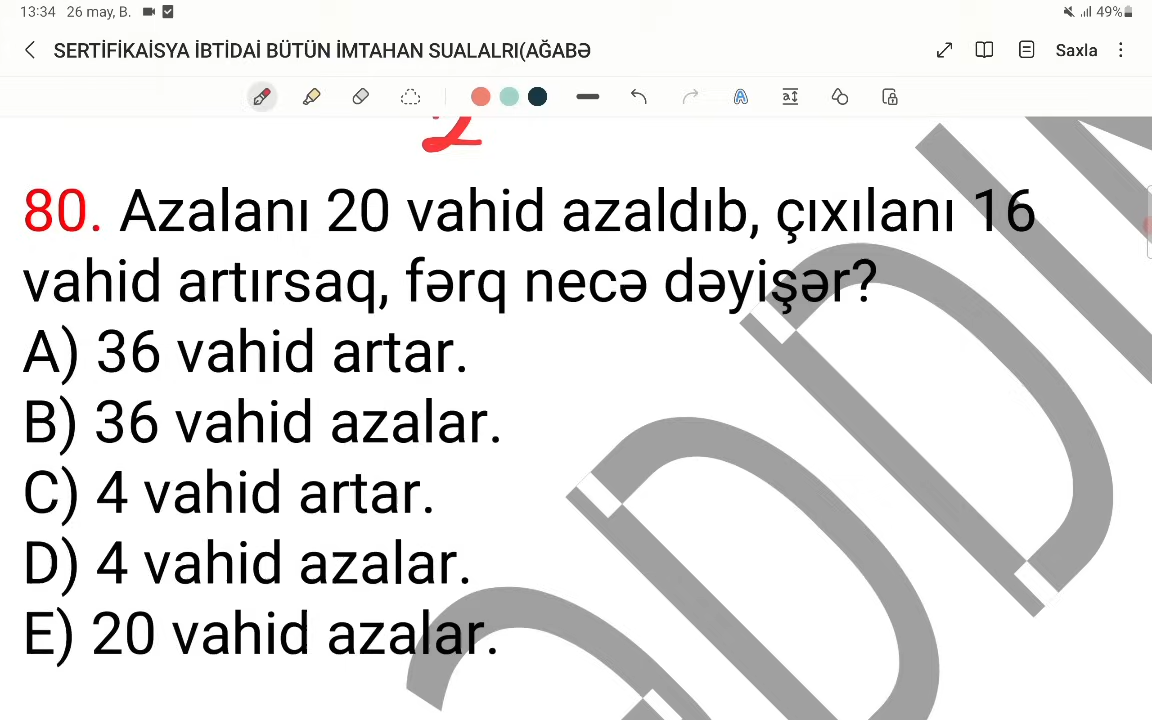 13:34 26 may, B. 49%
SERTİFİKAİSYA İBTİDAİ BÜTÜN İMTAHAN SUALALRI(AĞABƏ
Saxla
2
80. Azalanı 20 vahid azaldıb, çıxılanı 16
vahid artırsaq, fərq necə dəyişər?
A) 36 vahid artar.
B) 36 vahid azalar.
C) 4 vahid artar.
D) 4 vahid azalar.
E) 20 vahid azalar.